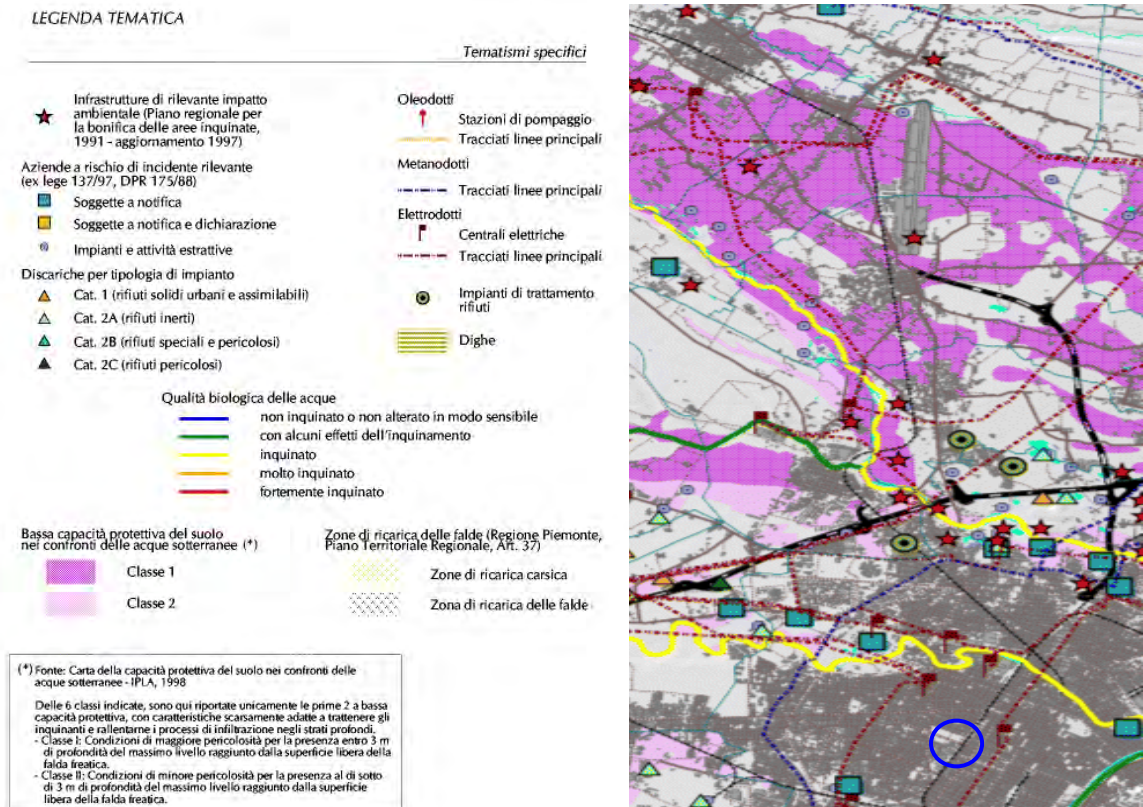 LEGENDA TEMATICA
Tematismi specifici
Infrastrutture di rilevante impatto
ambientale (Piano regionale per
la bonifica delle aree inquinate,
1991 - aggiornamento 1997)
Aziende a rischio di incidente rilevante
(ex lege 137/97, DPR 175/88)
Soggette a notifica
Soggette a notifica e dichiarazione
Impianti e attività estrattive
Discariche per tipologia di impianto
Cat. 1 (rifiuti solidi urbani e assimilabili)
Cat. 2A (rifiuti inerti)
Cat. 2B (rifiuti speciali e pericolosi)
Cat. 2C (rifiuti pericolosi)
Oleodotti
Stazioni di pompaggio
Tracciati linee principali
Metanodotti
Tracciati linee principali
Elettrodotti
Centrali elettriche
Tracciati linee principali
Impianti di trattamento
rifiuti
Dighe
Qualità biologica delle acque
non inquinato o non alterato in modo sensibile
con alcuni effetti dell'inquinamento
inquinato
molto inquinato
fortemente inquinato
Bassa capacità protettiva del suolo
nei confronti delle acque sotterranee (*)
Classe 1
Classe 2
Zone di ricarica delle falde (Regione Piemonte,
Piano Territoriale Regionale, Art. 37)
Zone di ricarica carsica
Zona di ricarica delle falde
(*) Fonte: Carta della capacità protettiva del suolo nei confronti delle
acque sotterranee - IPLA, 1998
Delle 6 classi indicate, sono qui riportate unicamente le prime 2 a bassa
capacità protettiva, con caratteristiche scarsamente adatte a trattenere gli
inquinanti e rallentarne i processi di infiltrazione negli strati profondi.
- Classe I: Condizioni di maggiore pericolosità per la presenza entro 3 m
di profondità del massimo livello raggiunto dalla superficie libera della
falda freatica.
- Classe II: Condizioni di minore pericolosità per la presenza al di sotto
di 3 m di profondità del massimo livello raggiunto dalla superficie
libera della falda freatica.